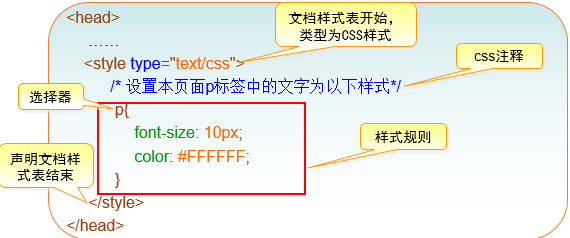 <head>
文档样式表开始，
类型为CSS样式
……
<style type="text/css">
css注释
/* 设置本页面p标签中的文字为以下样式*/
选择器
p{
font-size: 10px;
样式规则
color: #FFFFFF;
声明文档样
式表结束
}
</style>
</head>